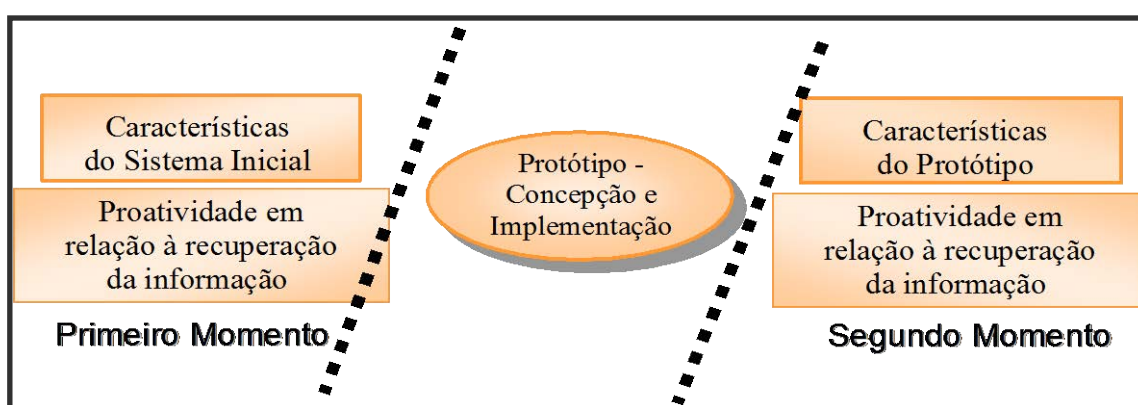 Características
do Sistema Inicial
Proatividade em
relação à recuperação
da informação
Primeiro Momento
Protótipo -
Concepção e
Implementação
Características
do Protótipo
Proatividade em
relação à recuperação
da informação
Segundo Momento